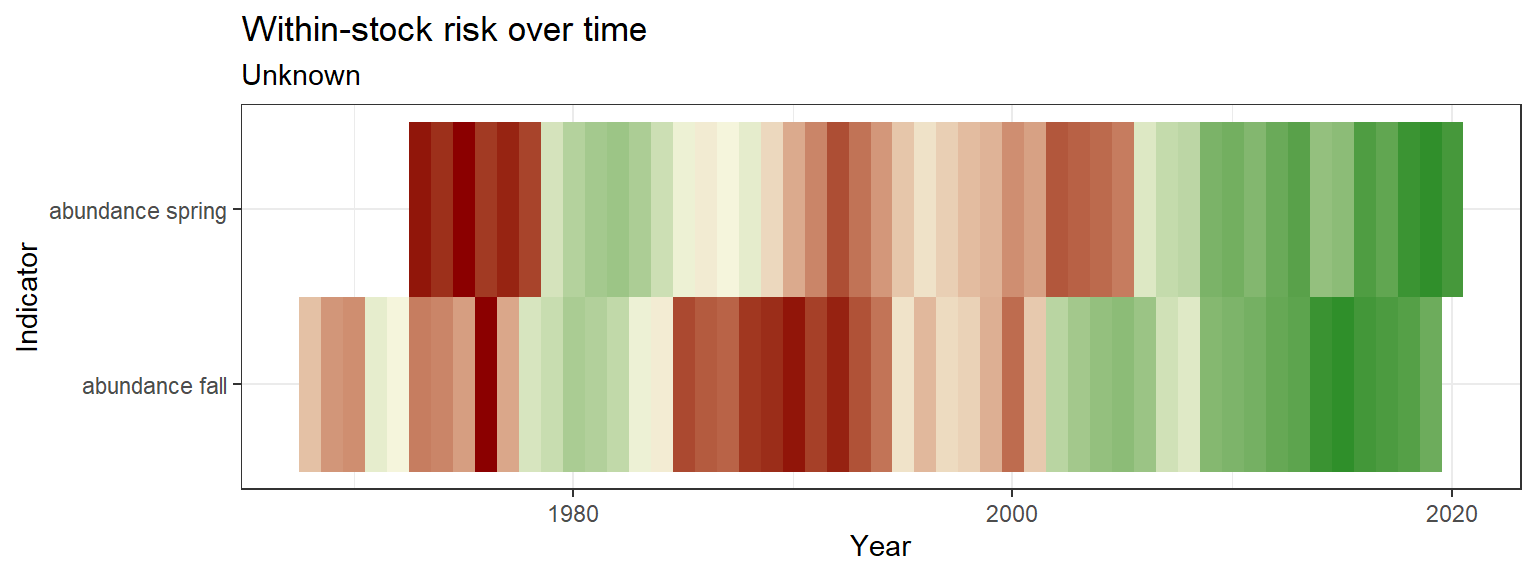 Within-stock risk over time
Unknown
Indicator
abundance spring
abundance fall
1980
2000
2020
Year